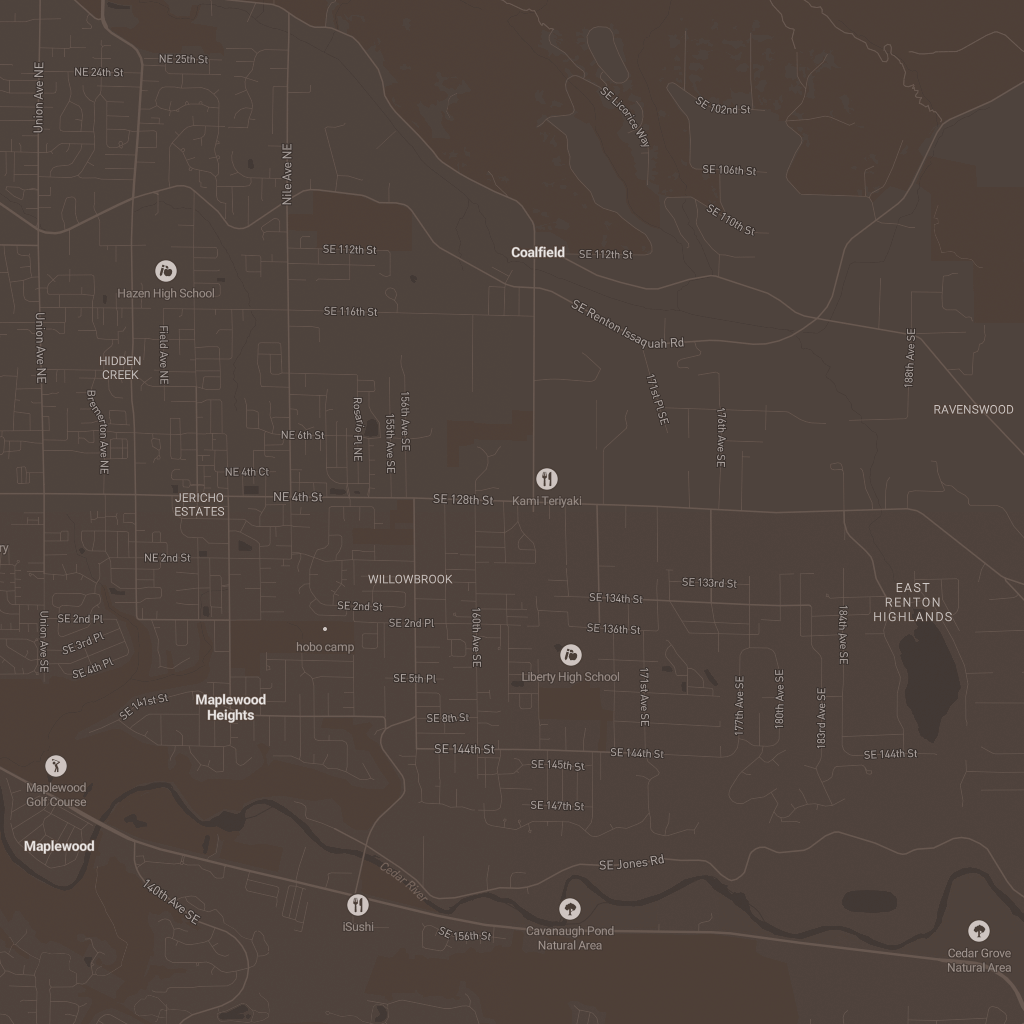 NE 25th St
NE 24th St
Union Ave NE
SE Licorice Way
SE 102nd St
Nile Ave NE
SE 106th St
SE 110th St
SE 112th St
Coalfield
SE 112th St
Hazen High School
SE 116th St
SE Renton Issaquah Rd
Union Ave NE
Field Ave NE
188th Ave SE
HIDDEN
CREEK
Bremerton Ave NE
Rosario Pl NE
155th Ave SE
156th Ave SE
171st Pl SE
176th Ave SE
RAVENSWOOD
NE 6th St
NE 4th Ct
JERICHO
ESTATES
NE 4th St
SE 128th St
Kami Teriyaki
ry
NE 2nd St
WILLOWBROOK
SE 133rd St
EAST
RENTON
HIGHLANDS
SE 134th St
SE 2nd St
SE 2nd Pl
SE 2nd Pl
SE 136th St
Union Ave SE
SE 3rd Pl
SE 4th Pl
hobo camp
160th Ave SE
184th Ave SE
Liberty High School
SE 5th Pl
171st Ave SE
177th Ave SE
180th Ave SE
183rd Ave SE
SE 141st St
Maplewood
Heights
SE 8th St
SE 144th St
SE 144th St
SE 144th St
SE 145th St
Maplewood
Golf Course
SE 147th St
Maplewood
SE Jones Rd
Cedar River
140th Ave SE
iSushi
SE 156th St
Cavanaugh Pond
Natural Area
Cedar Grove
Natural Area